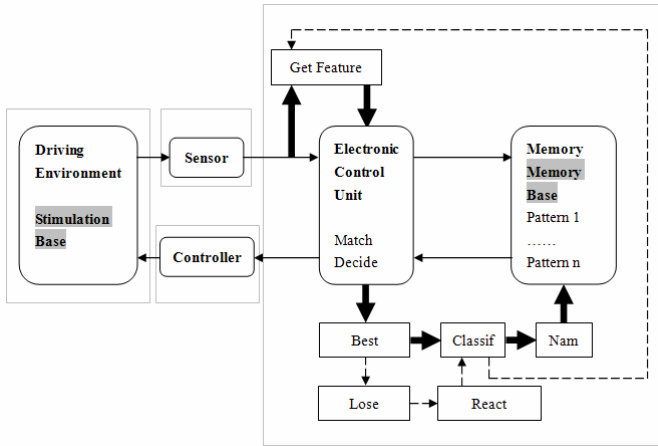 Get Feature
Driving
Environment
Stimulation
Base
Sensor
Controller
Electronic
Control
Unit
Match
Decide
Memory
Memory
Base
Pattern 1
……
Pattern n
Best
Classif
Nam
Lose
React